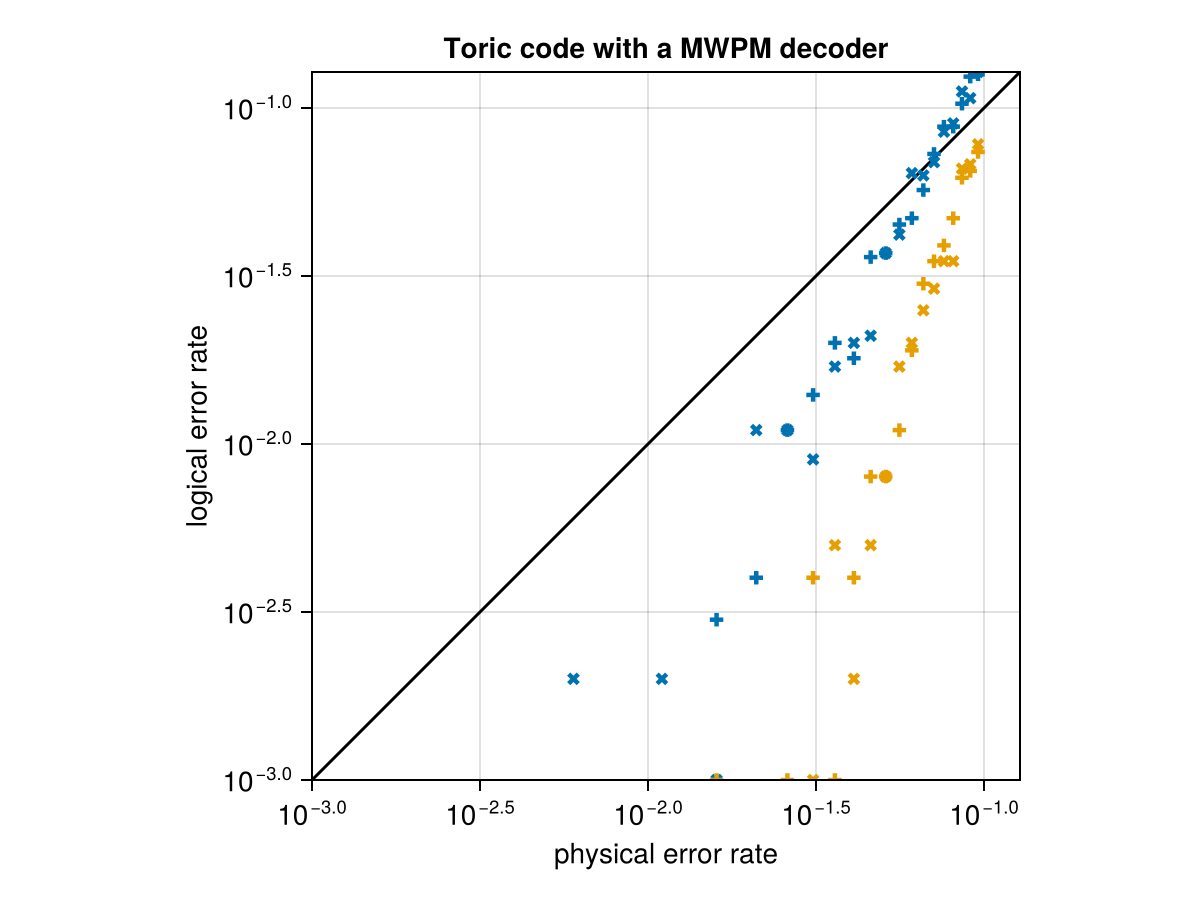 Toric code with a MWPM decoder
10⁻¹·⁰
10⁻¹·⁵
10⁻²·⁰
10⁻²·⁵
10⁻³·⁰
logical error rate
10⁻³·⁰ 10⁻²·⁵ 10⁻²·⁰ 10⁻¹·⁵ 10⁻¹·⁰
physical error rate